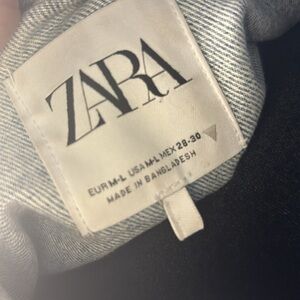 ZARA
EUR M-L USA M-L MEX 28-30
MADE IN BANGLADESH